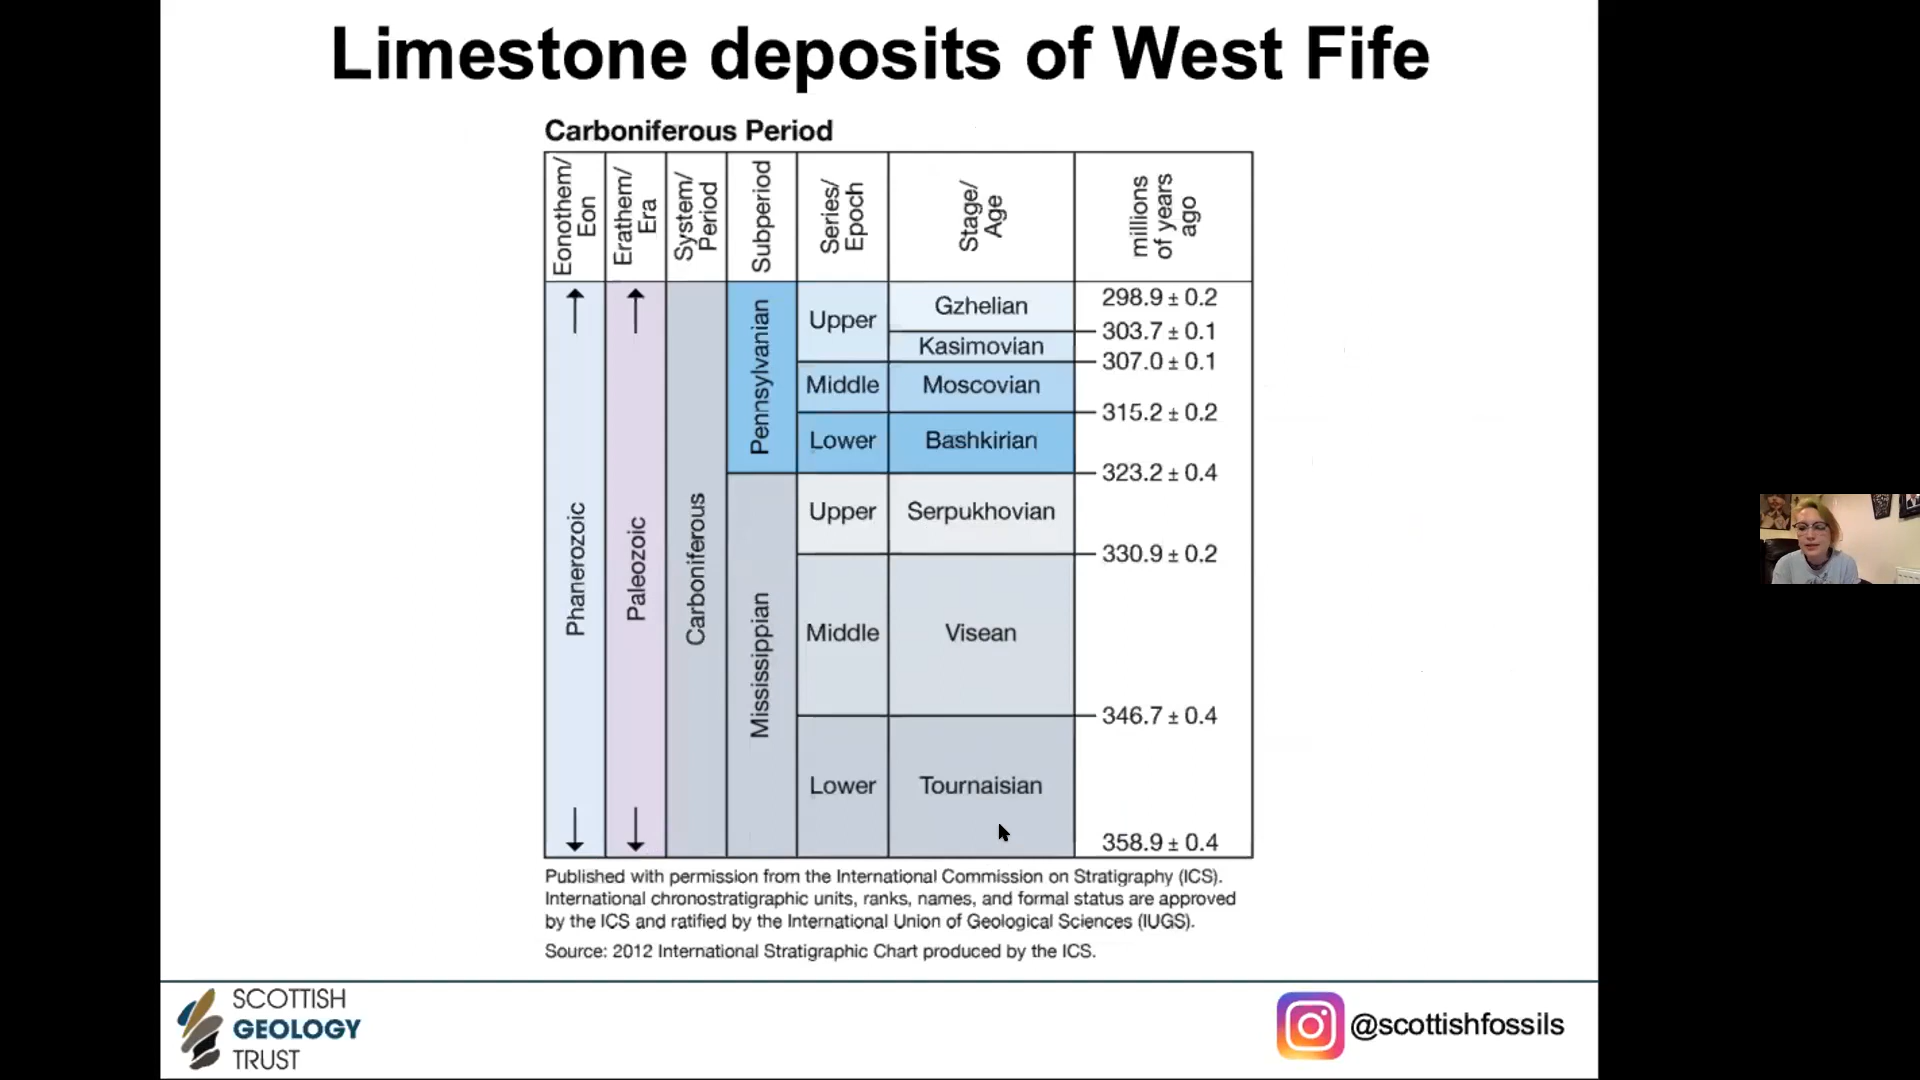 Limestone deposits of West Fife
Carboniferous Period
Eonothem/
Eon
Erathem/
Era
System/
Period
Subperiod
Series/
Epoch
Stage/
Age
millions
of years
ago
Phanerozoic
Paleozoic
Carboniferous
Pennsylvanian
Upper
Gzhelian
298.9 ± 0.2
303.7 ± 0.1
Kasimovian
307.0 ± 0.1
Middle
Moscovian
315.2 ± 0.2
Lower
Bashkirian
323.2 ± 0.4
Mississippian
Upper
Serpukhovian
330.9 ± 0.2
Middle
Visean
346.7 ± 0.4
Lower
Tournaisian
358.9 ± 0.4
Published with permission from the International Commission on Stratigraphy (ICS).
International chronostratigraphic units, ranks, names, and formal status are approved
by the ICS and ratified by the International Union of Geological Sciences (IUGS).
Source: 2012 International Stratigraphic Chart produced by the ICS.
SCOTTISH
GEOLOGY
TRUST
@scottishfossils